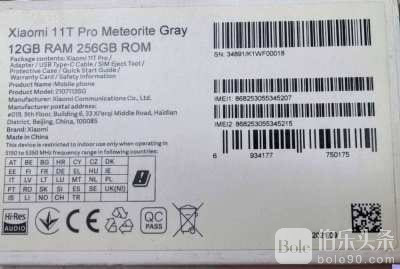 Xiaomi 11T Pro Meteorite Gray
12GB RAM 256GB ROM
Package contents: Xiaomi 11T Pro /
Adapter / USB Type-C Cable / SIM Eject Tool /
Protective Case / Quick Start Guide /
Warranty Card / Safety Information
Product Name: Mobile phone
Model: 2107113SG
Manufacturer: Xiaomi Communications Co., Ltd.
Manufacturer postal address:
#019, 9th Floor, Building 6, 33 Xi'erqi Middle Road, Haidian
District, Beijing, China, 100085
Brand: Xiaomi
Made in China
This device is restricted to indoor use only when operating in
5150 to 5350 MHz frequency range in following countries:
AT BE BG HR CY CZ DK
EE FI FR DE EL HU IE
IT LV LT LU MT NL PL
PT RO SK SI ES SE UK(NI)
IS LI NO CH TR
Hi-Res
AUDIO
CE
QC
PASS
SN: 34891/K1WF00018
IMEI1: 868253055345207
IMEI2: 868253055345215
6 934177 750175
Bole 伯乐头条
bolo90.com